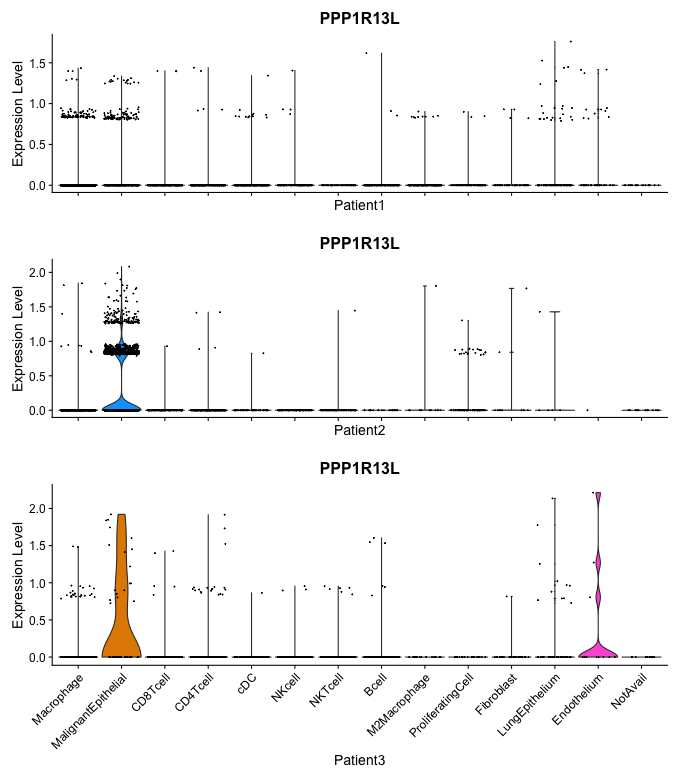 PPP1R13L
Expression Level
1.5
1.0
0.5
0.0
Patient1
PPP1R13L
Expression Level
2.0
1.5
1.0
0.5
0.0
Patient2
PPP1R13L
Expression Level
2.0
1.5
1.0
0.5
0.0
Macrophage
MalignantEpithelial
CD8Tcell
CD4Tcell
cDC
NKcell
NKTcell
Bcell
M2Macrophage
ProliferatingCell
Fibroblast
LungEpithelium
Endothelium
NotAvail
Patient3